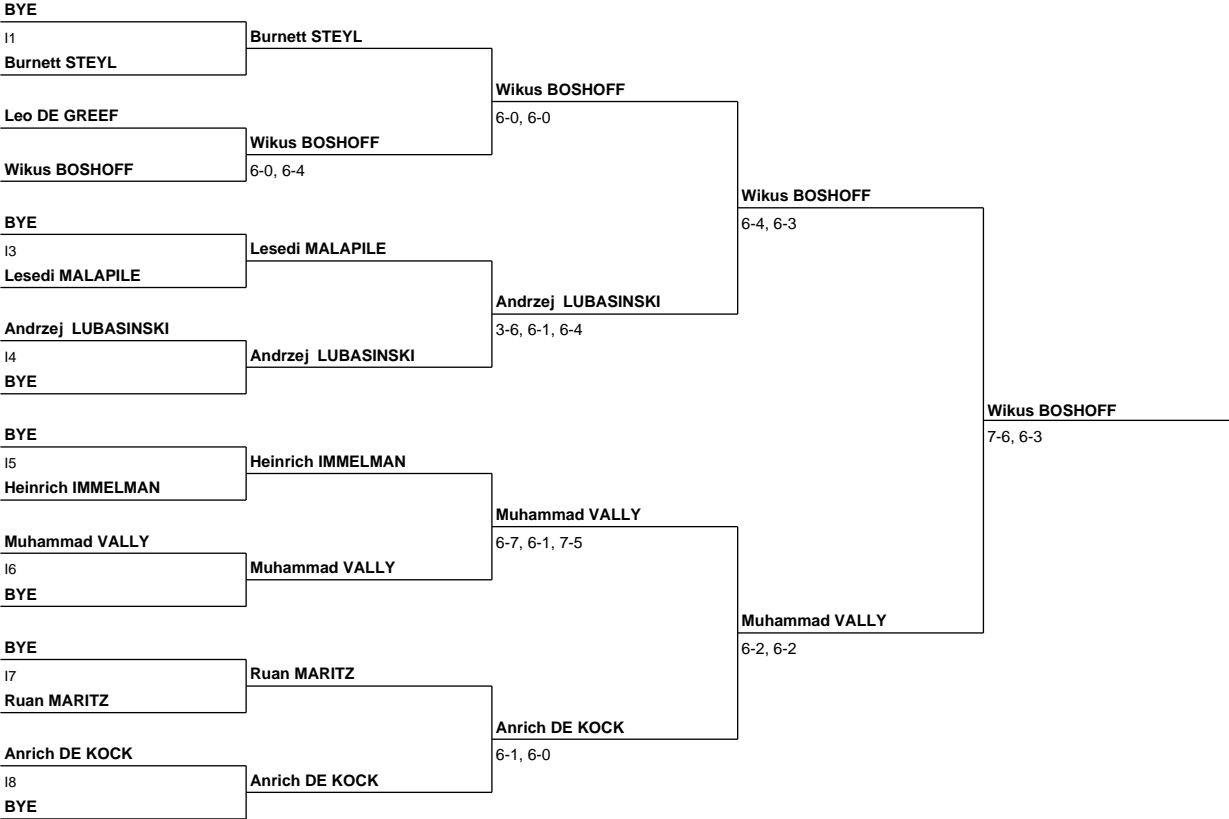 BYE
I1
Burnett STEYL
Burnett STEYL
Leo DE GREEF
Wikus BOSHOFF
Wikus BOSHOFF
6-0, 6-4
Wikus BOSHOFF
6-0, 6-0
BYE
I3
Lesedi MALAPILE
Lesedi MALAPILE
Andrzej  LUBASINSKI
I4
BYE
Andrzej  LUBASINSKI
Andrzej  LUBASINSKI
3-6, 6-1, 6-4
Wikus BOSHOFF
6-4, 6-3
BYE
I5
Heinrich IMMELMAN
Heinrich IMMELMAN
Muhammad VALLY
I6
BYE
Muhammad VALLY
Muhammad VALLY
6-7, 6-1, 7-5
BYE
I7
Ruan MARITZ
Ruan MARITZ
Anrich DE KOCK
I8
BYE
Anrich DE KOCK
Anrich DE KOCK
6-1, 6-0
Muhammad VALLY
6-2, 6-2
Wikus BOSHOFF
7-6, 6-3